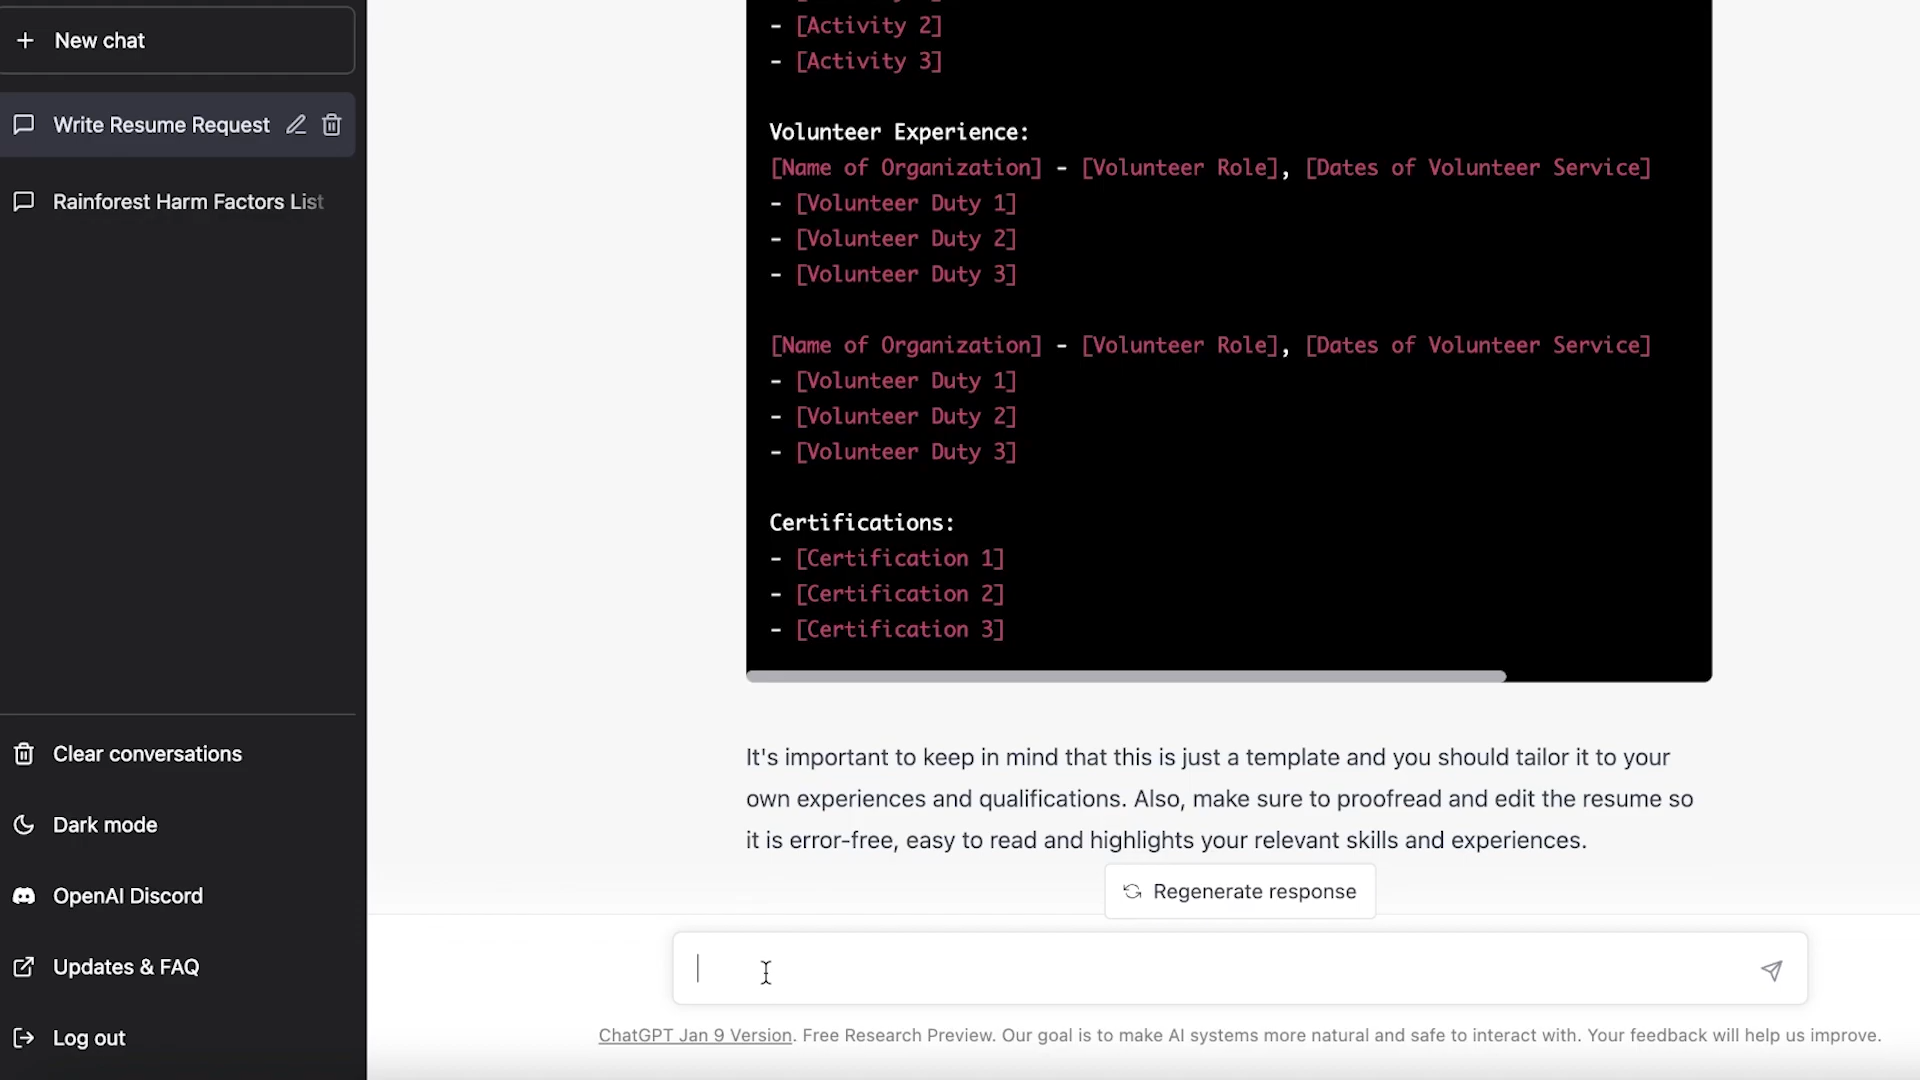 New chat
Write Resume Request
Rainforest Harm Factors List
Clear conversations
Dark mode
OpenAI Discord
Updates & FAQ
Log out
- [Activity 2]
- [Activity 3]
Volunteer Experience:
[Name of Organization] - [Volunteer Role], [Dates of Volunteer Service]
- [Volunteer Duty 1]
- [Volunteer Duty 2]
- [Volunteer Duty 3]
[Name of Organization] - [Volunteer Role], [Dates of Volunteer Service]
- [Volunteer Duty 1]
- [Volunteer Duty 2]
- [Volunteer Duty 3]
Certifications:
- [Certification 1]
- [Certification 2]
- [Certification 3]
It's important to keep in mind that this is just a template and you should tailor it to your
own experiences and qualifications. Also, make sure to proofread and edit the resume so
it is error-free, easy to read and highlights your relevant skills and experiences.
Regenerate response
ChatGPT Jan 9 Version. Free Research Preview. Our goal is to make AI systems more natural and safe to interact with. Your feedback will help us improve.